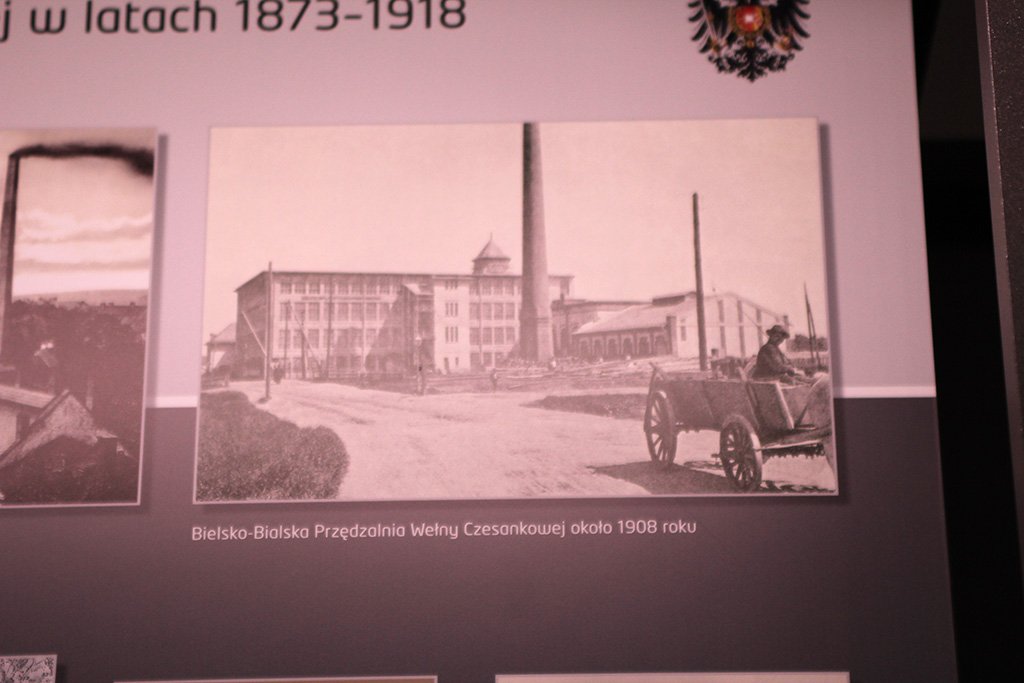 j w latach 1873-1918
Bielsko-Bialska Przędzalnia Wełny Czesankowej około 1908 roku